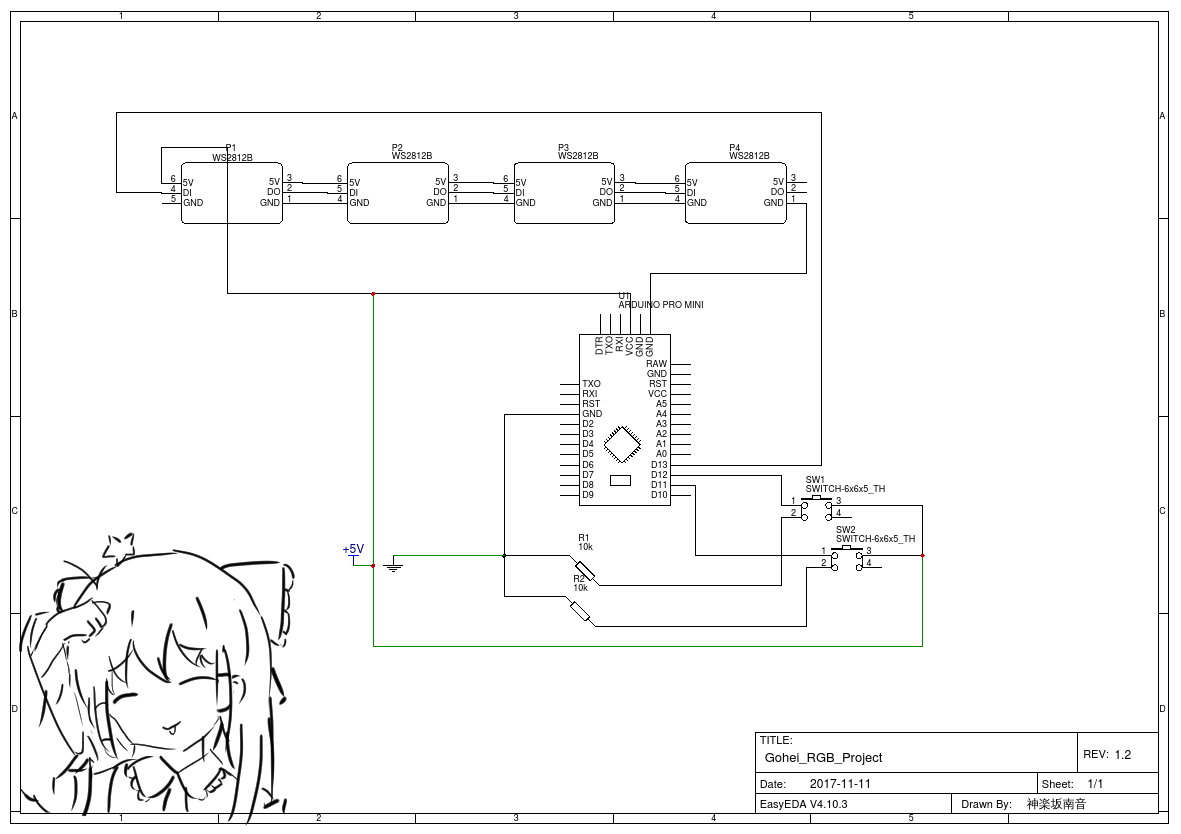 1 2 3 4 5
A A
P1 P2 P3 P4
WS2812B WS2812B WS2812B WS2812B
6 5V 5V 3 6 5V 5V 3 6 5V 5V 3 6 5V 5V 3
4 DI DO 2 5 DI DO 2 5 DI DO 2 5 DI DO 2
5 GND GND 1 4 GND GND 1 4 GND GND 1 4 GND GND 1
U1
ARDUINO PRO MINI
B B
DTR TXO RXI VCC GND GND
RAW
GND
TXO RST
RXI VCC
RST A5
GND A4
D2 A3
D3 A2
D4 A1
D5 A0
D6 D13
D7 D12
D8 D11
D9 D10
SW1
SWITCH-6x6x5_TH
1 3
2 4
C C
SW2
SWITCH-6x6x5_TH
1 3
2 4
R1
10k
+5V
R2
10k
D D
TITLE:
Gohei_RGB_Project
REV: 1.2
Date: 2017-11-11 Sheet: 1/1
EasyEDA V4.10.3 Drawn By: 神楽坂南音
1 2 3 4 5